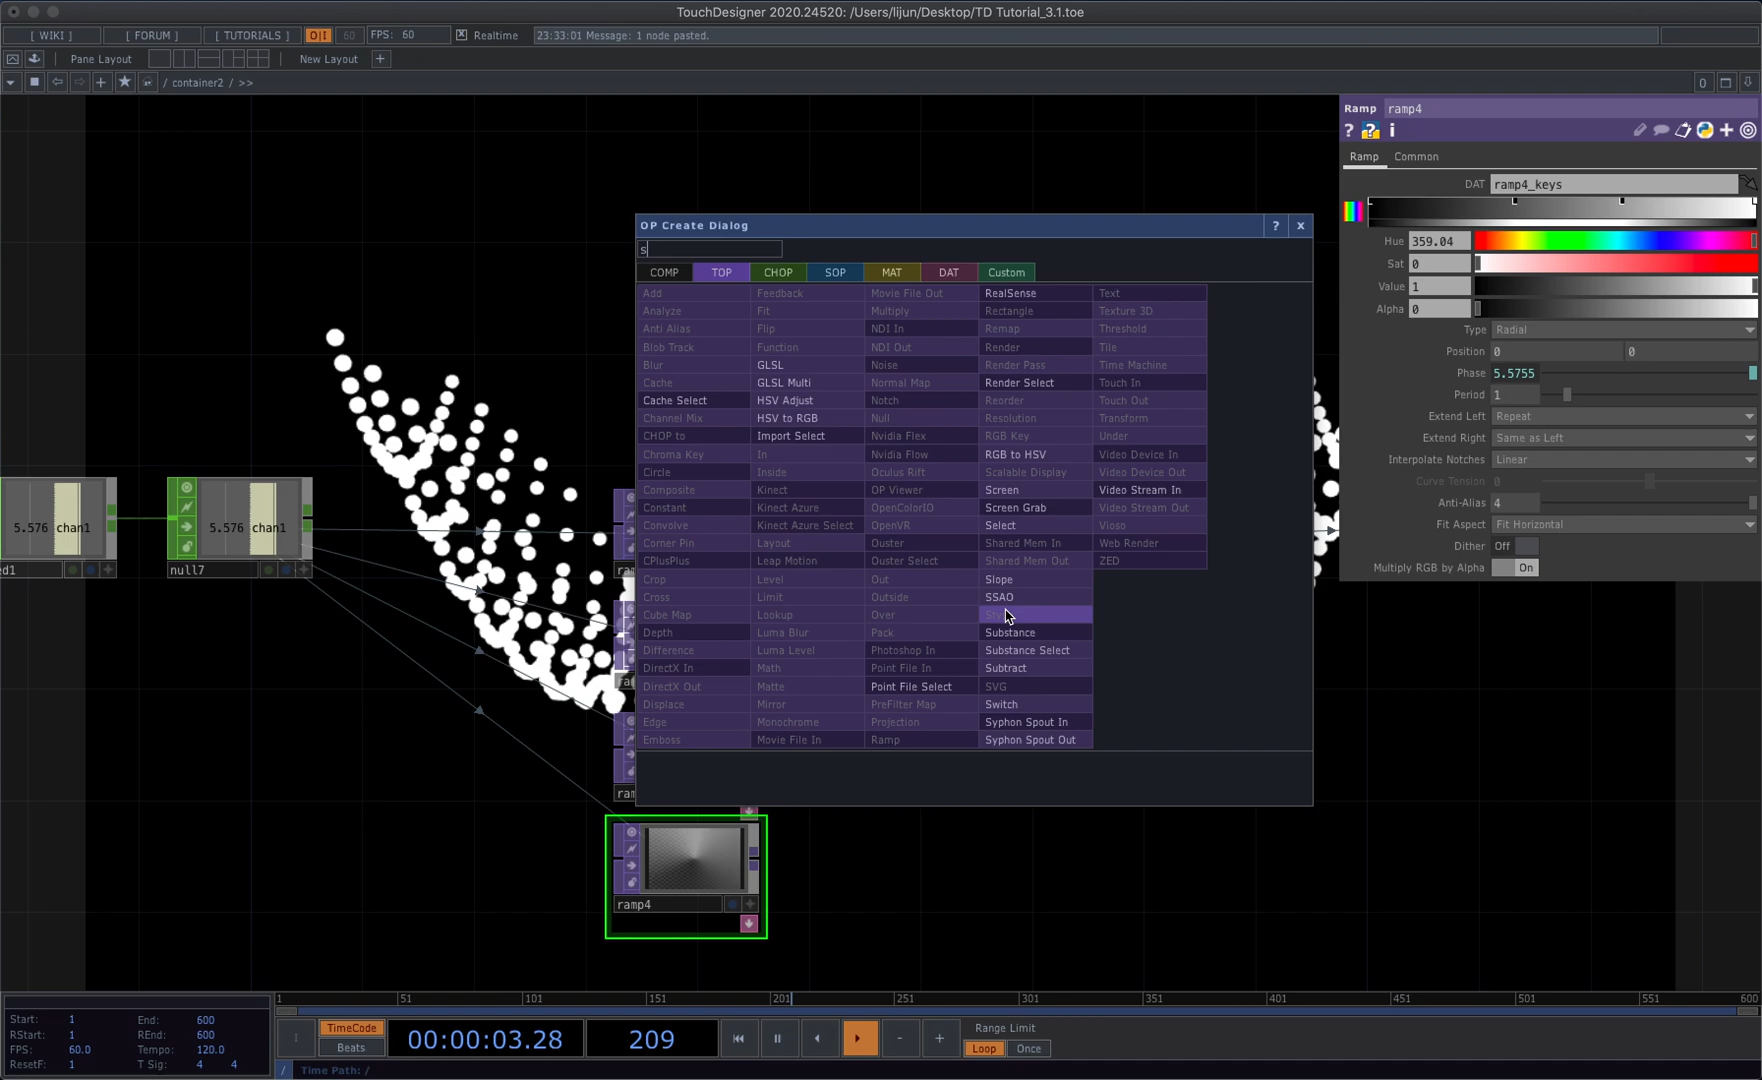 TouchDesigner 2020.24520: /Users/lijun/Desktop/TD Tutorial_3.1.toe
[ WIKI ] [ FORUM ] [ TUTORIALS ] O|I 60 FPS: 60 Realtime 23:33:01 Message: 1 node pasted.
Pane Layout New Layout +
/ container2 / >> 0
Ramp ramp4
? ? i
Ramp Common
DAT ramp4_keys
Hue 359.04
Sat 0
Value 1
Alpha 0
Type Radial
Position 0 0
Phase 5.5755
Period 1
Extend Left Repeat
Extend Right Same as Left
Interpolate Notches Linear
Curve Tension 0
Anti-Alias 4
Fit Aspect Fit Horizontal
Dither Off
Multiply RGB by Alpha On
OP Create Dialog ? x
s
COMP TOP CHOP SOP MAT DAT Custom
Add Feedback Movie File Out RealSense Text
Analyze Fit Multiply Rectangle Texture 3D
Anti Alias Flip NDI In Remap Threshold
Blob Track Function NDI Out Render Tile
Blur GLSL Noise Render Pass Time Machine
Cache GLSL Multi Normal Map Render Select Touch In
Cache Select HSV Adjust Notch Reorder Touch Out
Channel Mix HSV to RGB Null Resolution Transform
CHOP to Import Select Nvidia Flex RGB Key Under
Chroma Key In Nvidia Flow RGB to HSV Video Device In
Circle Inside Oculus Rift Scalable Display Video Device Out
Composite Kinect OP Viewer Screen Video Stream In
Constant Kinect Azure OpenColorIO Screen Grab Video Stream Out
Convolve Kinect Azure Select OpenVR Select Vioso
Corner Pin Layout Ouster Shared Mem In Web Render
CPlusPlus Leap Motion Ouster Select Shared Mem Out ZED
Crop Level Out Slope
Cross Limit Outside SSAO
Cube Map Lookup Over
Depth Luma Blur Pack Substance
Difference Luma Level Photoshop In Substance Select
DirectX In Math Point File In Subtract
DirectX Out Matte Point File Select SVG
Displace Mirror PreFilter Map Switch
Edge Monochrome Projection Syphon Spout In
Emboss Movie File In Ramp Syphon Spout Out
5.576 chan1 5.576 chan1
ed1 null7
ram
ra
ram
ramp4
1 51 101 151 201 251 301 351 401 451 501 551 600
Start: 1 End: 600
RStart: 1 REnd: 600
FPS: 60.0 Tempo: 120.0
ResetF: 1 T Sig: 4 4
TimeCode
Beats
00:00:03.28 209 - +
Range Limit
Loop Once
/ Time Path: /